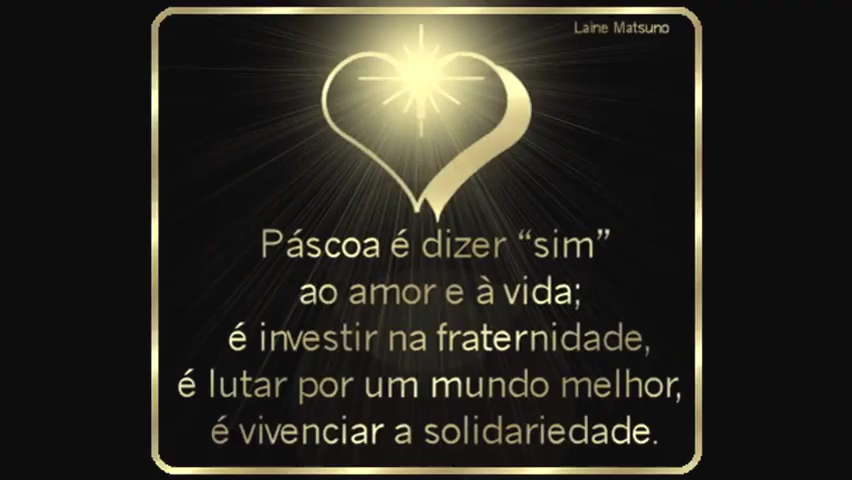 Laine Matsuno
Páscoa é dizer “sim”
ao amor e à vida;
é investir na fraternidade,
é lutar por um mundo melhor,
é vivenciar a solidariedade.